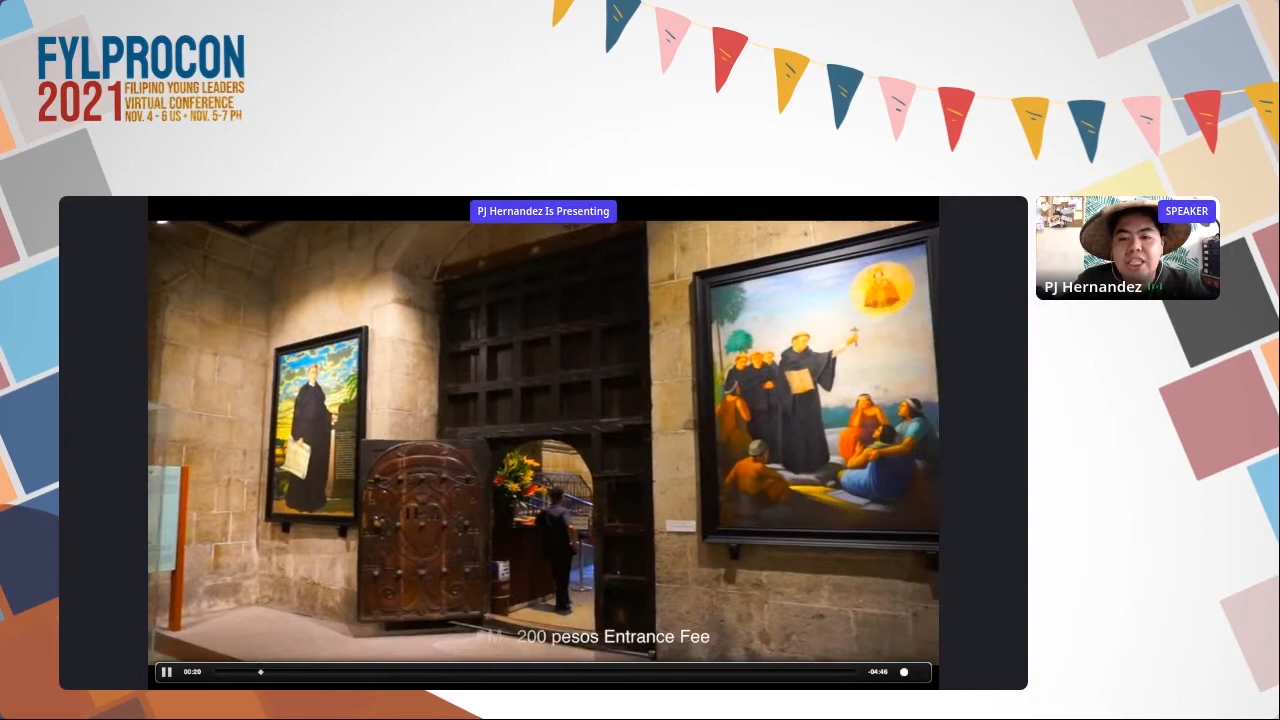 FYLPROCON
2021
FILIPINO YOUNG LEADERS
VIRTUAL CONFERENCE
NOV. 4 - 6 US • NOV. 5-7 PH
PJ Hernandez Is Presenting
SPEAKER
PJ Hernandez
200 pesos Entrance Fee
00:29
-04:46